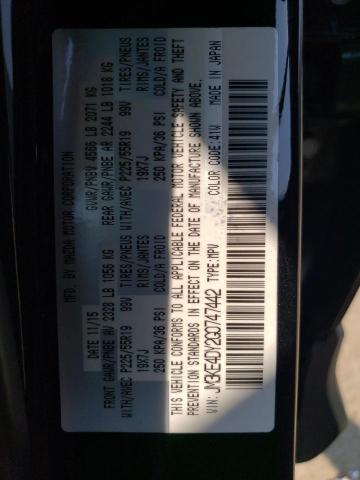 MFD. BY MAZDA MOTOR CORPORATION
DATE 11/15 GVWR/PNBV 4566 LB 2071 KG
FRONT GAWR/PNBE AV 2328 LB 1056 KG REAR GAWR/PNBE AR 2244 LB 1018 KG
WITH/AVEC P225/55R19 99V TIRES/PNEUS WITH/AVEC P225/55R19 99V TIRES/PNEUS
19X7J RIMS/JANTES 19X7J RIMS/JANTES
250 KPA/36 PSI COLD/A FROID 250 KPA/36 PSI COLD/A FROID
THIS VEHICLE CONFORMS TO ALL APPLICABLE FEDERAL MOTOR VEHICLE SAFETY AND THEFT
PREVENTION STANDARDS IN EFFECT ON THE DATE OF MANUFACTURE SHOWN ABOVE.
VIN: JM3KE4DY2G0747442 TYPE: MPV COLOR CODE: 41W MADE IN JAPAN